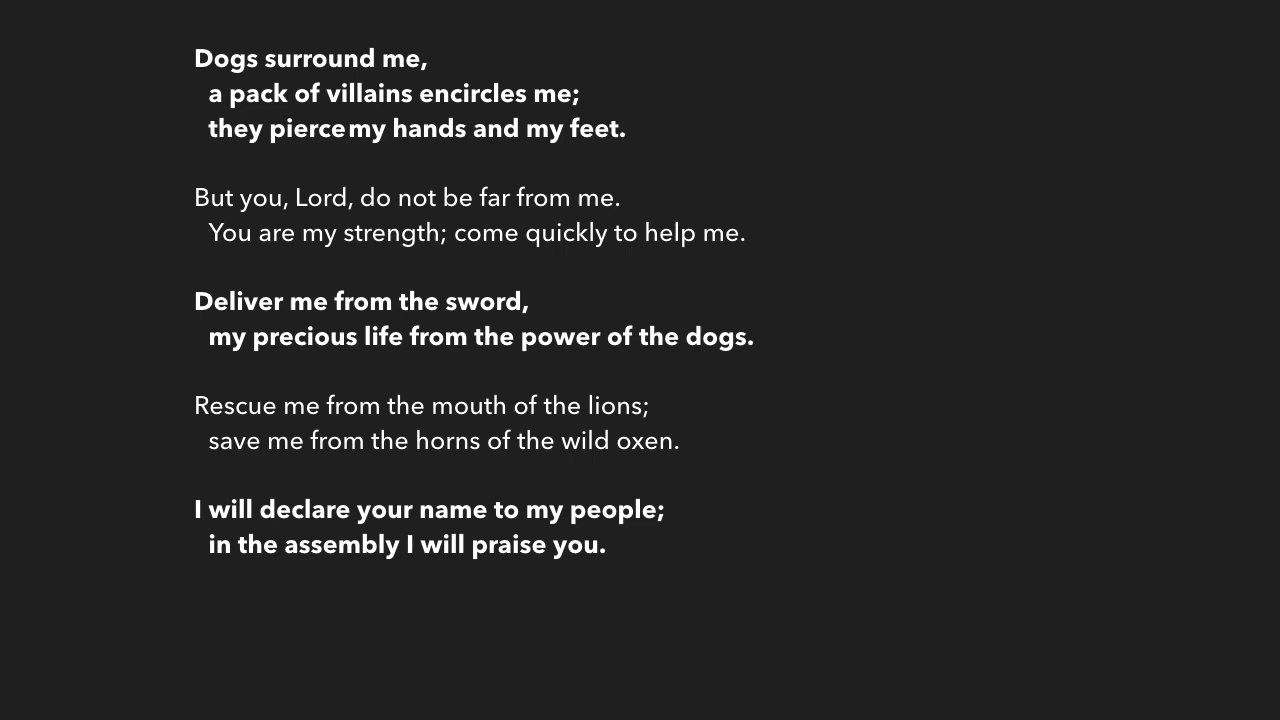 Dogs surround me,
a pack of villains encircles me;
they pierce my hands and my feet.
But you, Lord, do not be far from me.
You are my strength; come quickly to help me.
Deliver me from the sword,
my precious life from the power of the dogs.
Rescue me from the mouth of the lions;
save me from the horns of the wild oxen.
I will declare your name to my people;
in the assembly I will praise you.